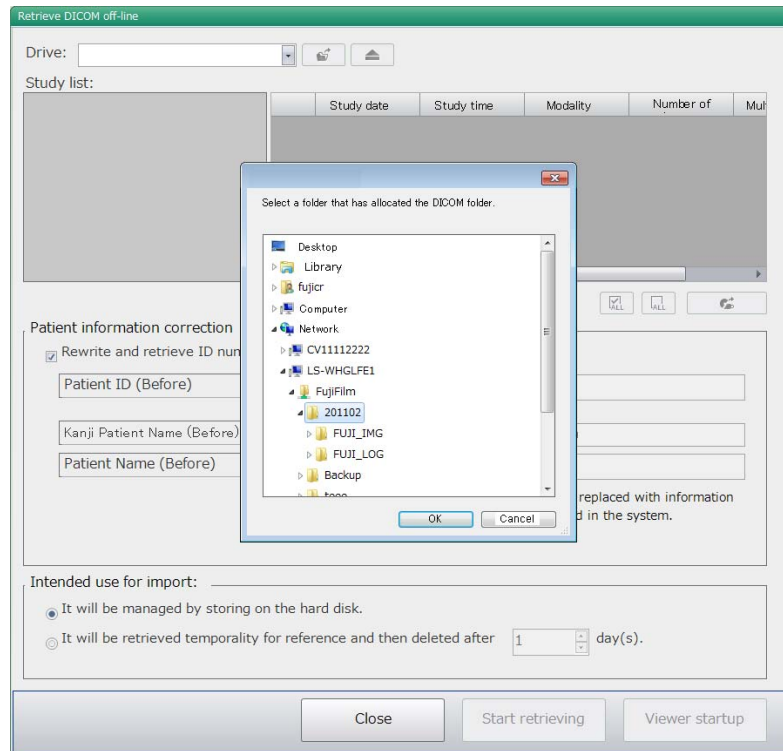 Retrieve DICOM off-line
Drive:
Study list:
Study date Study time Modality Number of Mul
Select a folder that has allocated the DICOM folder.
Desktop
Library
fujicr
Computer
Network
CV11112222
LS-WHGLFE1
FujiFilm
201102
FUJI_IMG
FUJI_LOG
Backup
OK Cancel
ALL ALL
Patient information correction
Rewrite and retrieve ID num
Patient ID (Before)
Kanji Patient Name (Before)
Patient Name (Before)
replaced with information
d in the system.
Intended use for import:
It will be managed by storing on the hard disk.
It will be retrieved temporality for reference and then deleted after 1 day(s).
Close Start retrieving Viewer startup